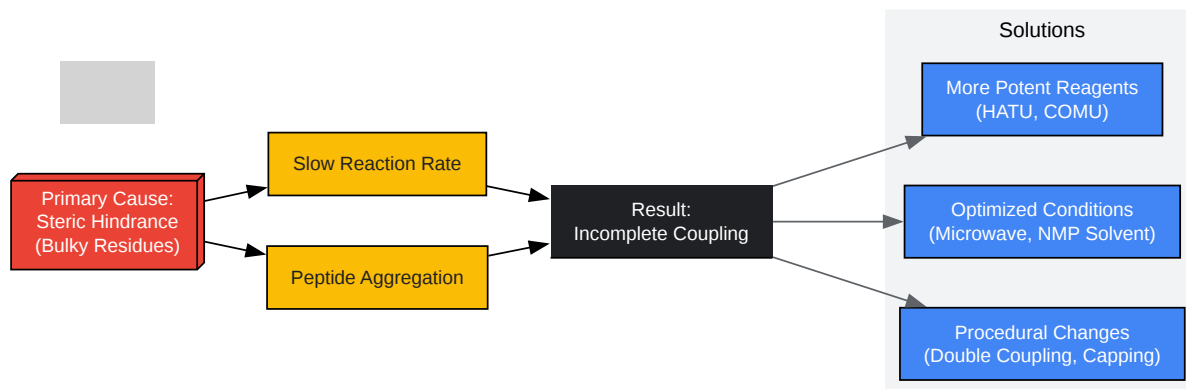 Solutions
More Potent Reagents
(HATU, COMU)
Slow Reaction Rate
Primary Cause:
Steric Hindrance
(Bulky Residues)
Result:
Incomplete Coupling
Optimized Conditions
(Microwave, NMP Solvent)
Peptide Aggregation
Procedural Changes
(Double Coupling, Capping)